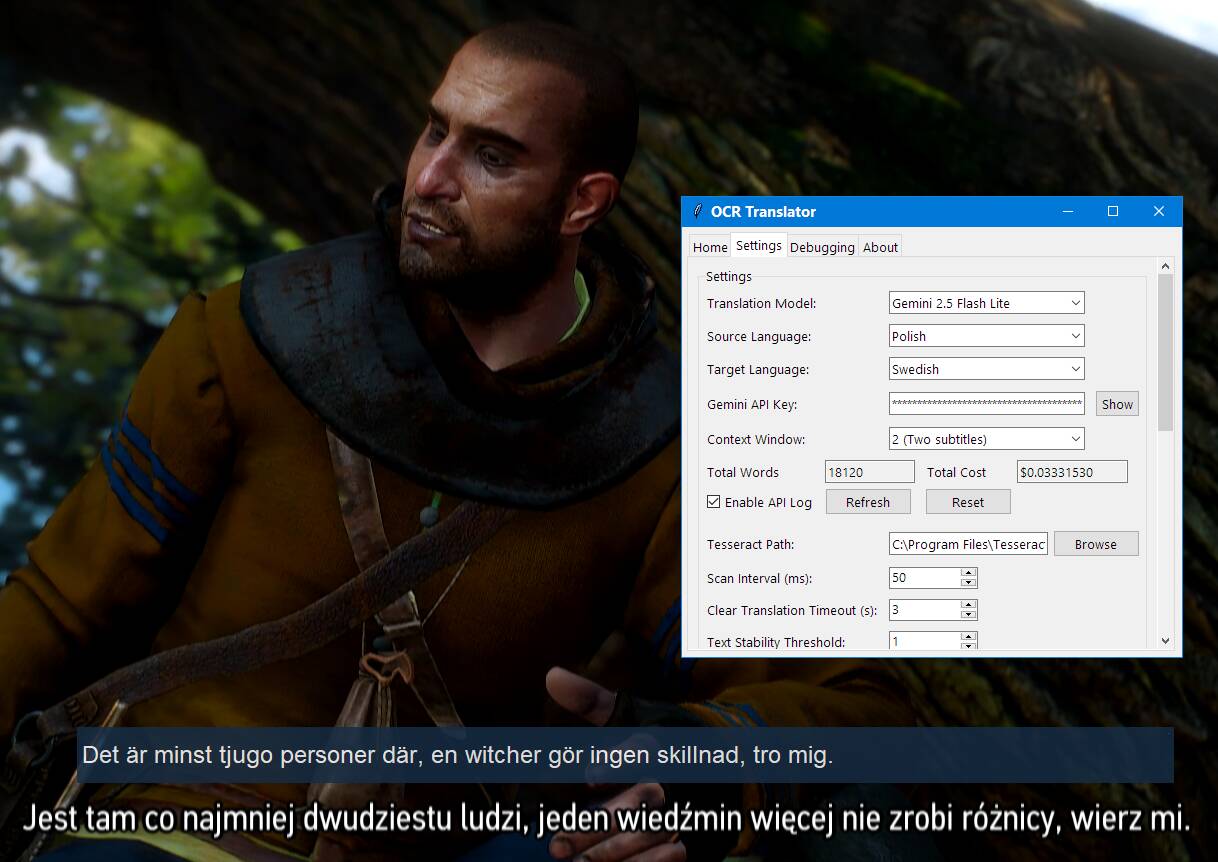 OCR Translator
Home Settings Debugging About
Settings
Translation Model: Gemini 2.5 Flash Lite
Source Language: Polish
Target Language: Swedish
Gemini API Key: ************************************** Show
Context Window: 2 (Two subtitles)
Total Words 18120 Total Cost $0.03331530
Enable API Log Refresh Reset
Tesseract Path: C:\Program Files\Tesserac Browse
Scan Interval (ms): 50
Clear Translation Timeout (s): 3
Text Stability Threshold: 1
Det är minst tjugo personer där, en witcher gör ingen skillnad, tro mig.
Jest tam co najmniej dwudziestu ludzi, jeden wiedźmin więcej nie zrobi różnicy, wierz mi.